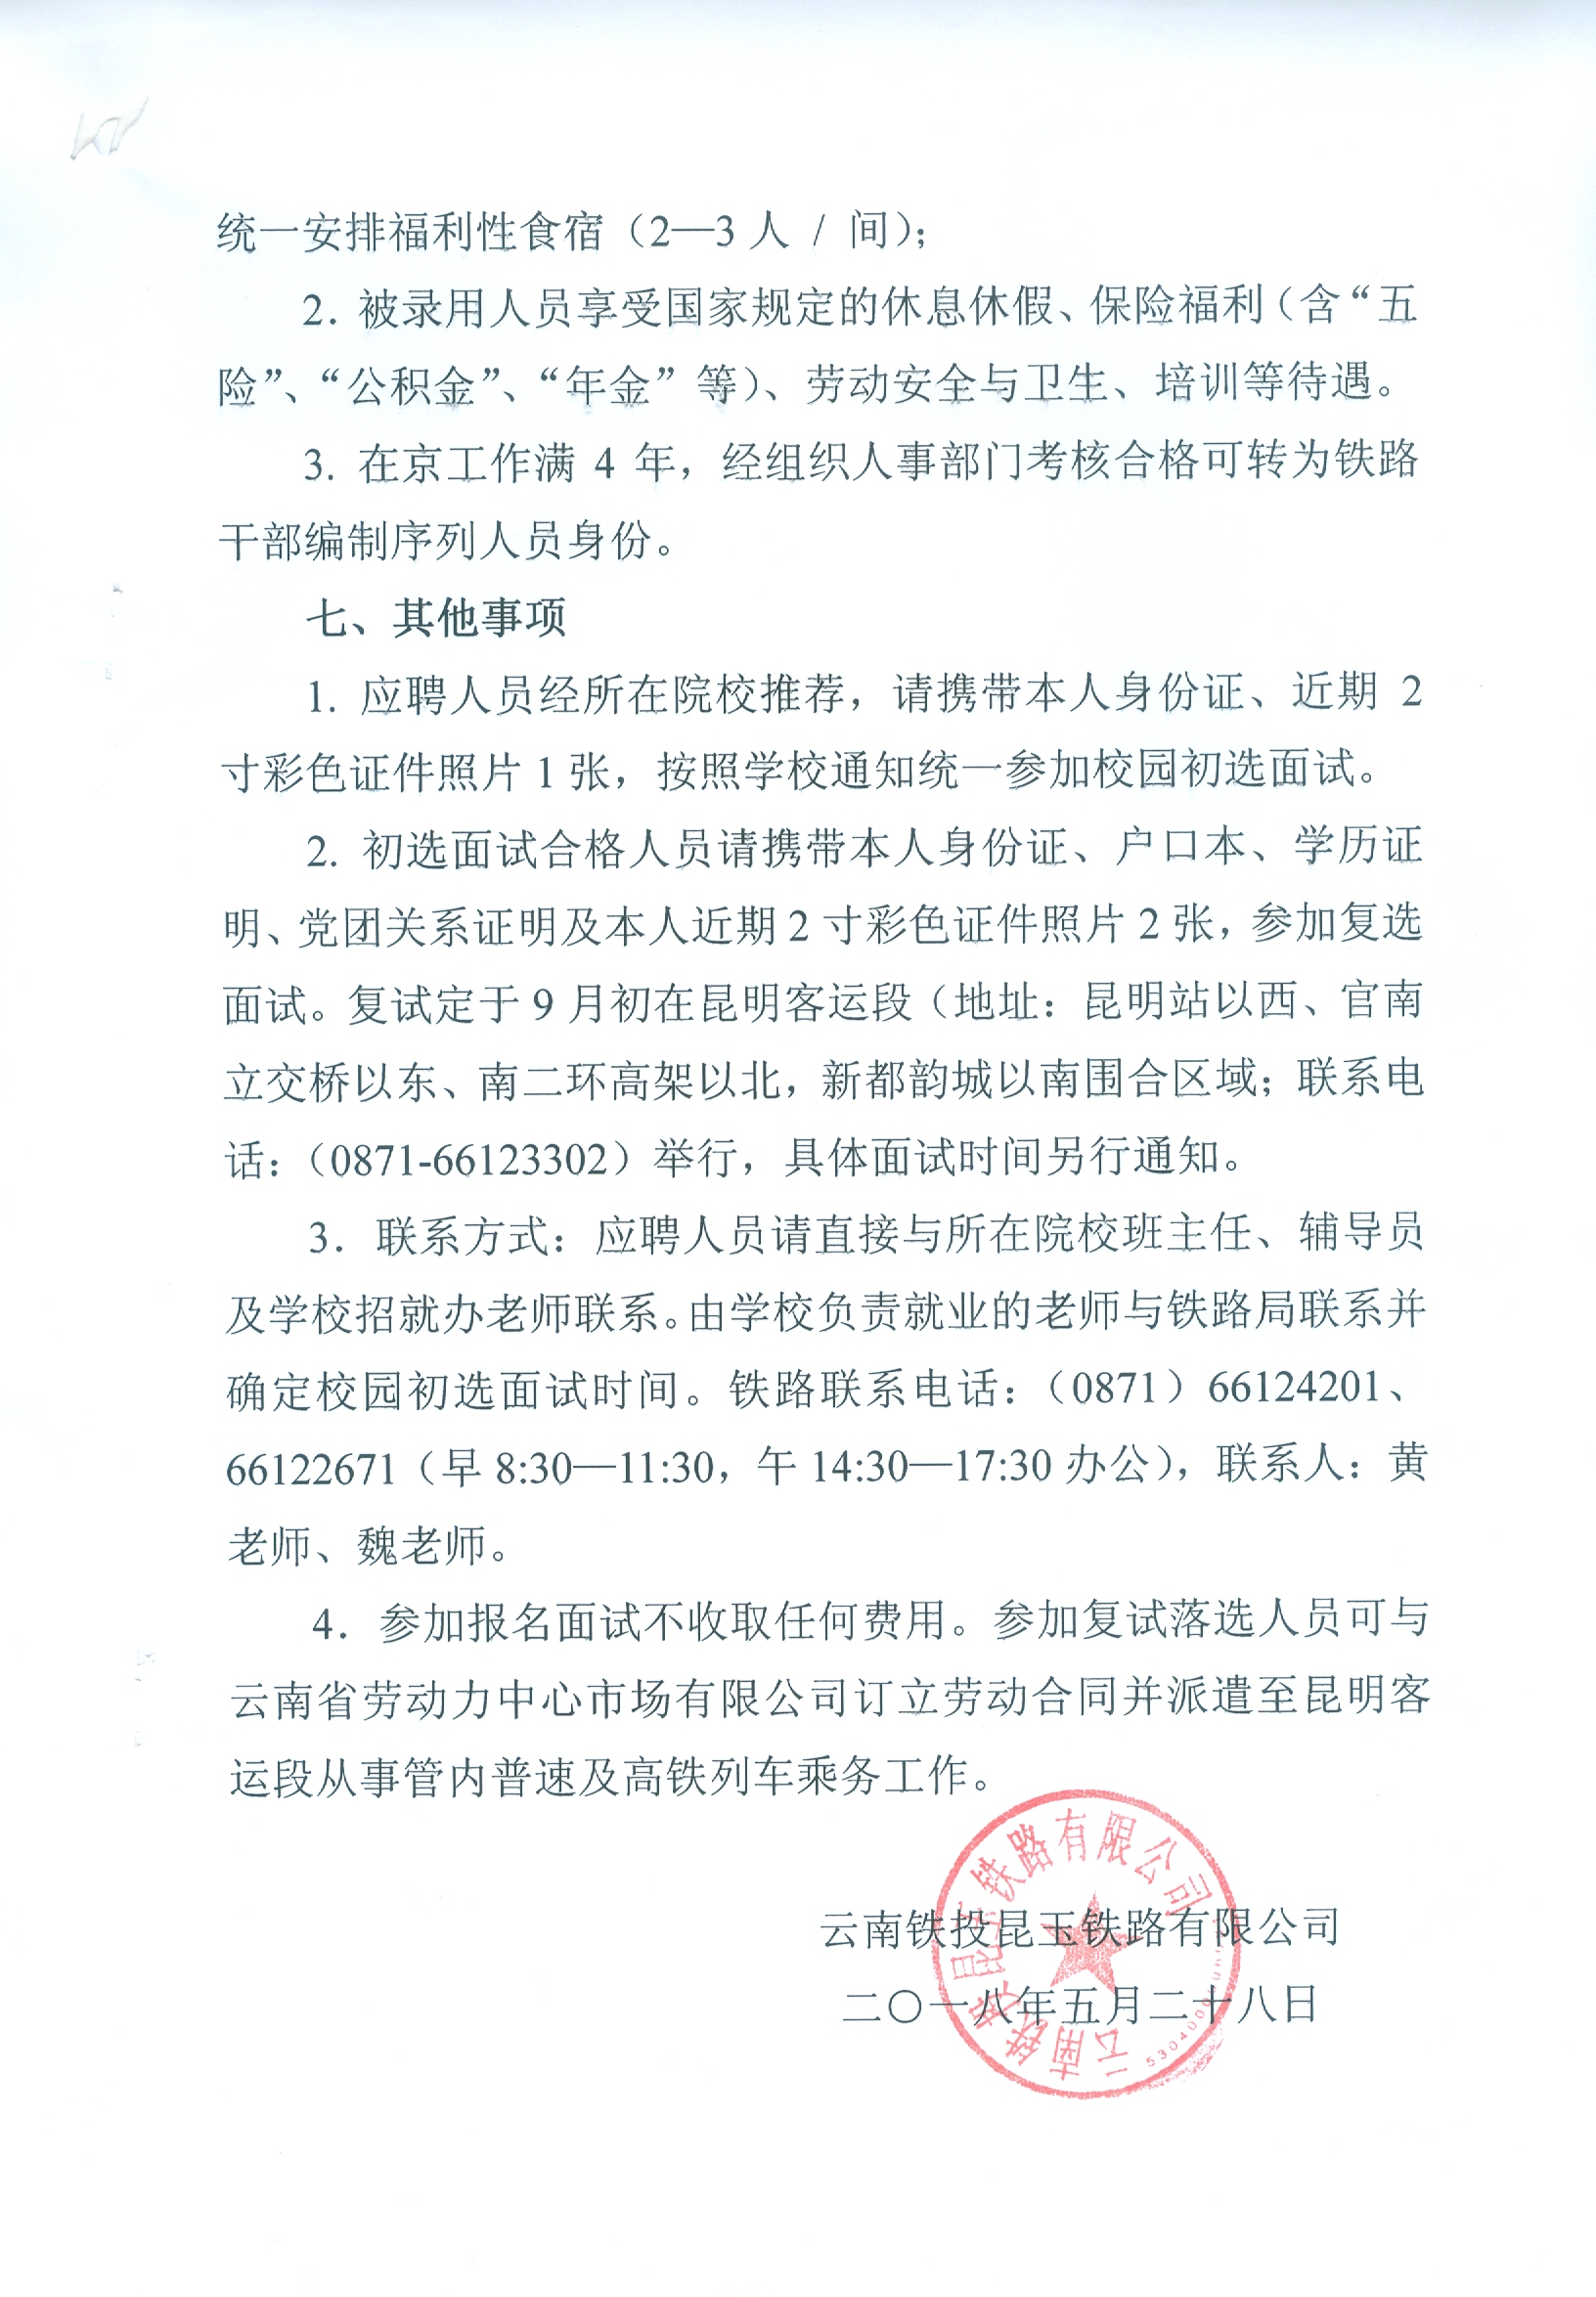 统一安排福利性食宿（2—3 人 / 间）；
2. 被录用人员享受国家规定的休息休假、保险福利（含“五
险”、“公积金”、“年金” 等）、劳动安全与卫生、培训等待遇。
3. 在京工作满 4 年，经组织人事部门考核合格可转为铁路
干部编制序列人员身份。
七、其他事项
1. 应聘人员经所在院校推荐，请携带本人身份证、近期 2
寸彩色证件照片 1 张，按照学校通知统一参加校园初选面试。
2. 初选面试合格人员请携带本人身份证、户口本、学历证
明、党团关系证明及本人近期 2 寸彩色证件照片 2 张，参加复选
面试。复试定于 9 月初在昆明客运段（地址：昆明站以西、官南
立交桥以东、南二环高架以北，新都韵城以南围合区域；联系电
话：（0871-66123302）举行，具体面试时间另行通知。
3. 联系方式：应聘人员请直接与所在院校班主任、辅导员
及学校招就办老师联系。由学校负责就业的老师与铁路局联系并
确定校园初选面试时间。铁路联系电话：（0871）66124201、
66122671（早 8:30—11:30，午 14:30—17:30 办公），联系人：黄
老师、魏老师。
4. 参加报名面试不收取任何费用。参加复试落选人员可与
云南省劳动力中心市场有限公司订立劳动合同并派遣至昆明客
运段从事管内普速及高铁列车乘务工作。
云南铁投昆玉铁路有限公司
二〇一八年五月二十八日
云南铁投昆玉铁路有限公司